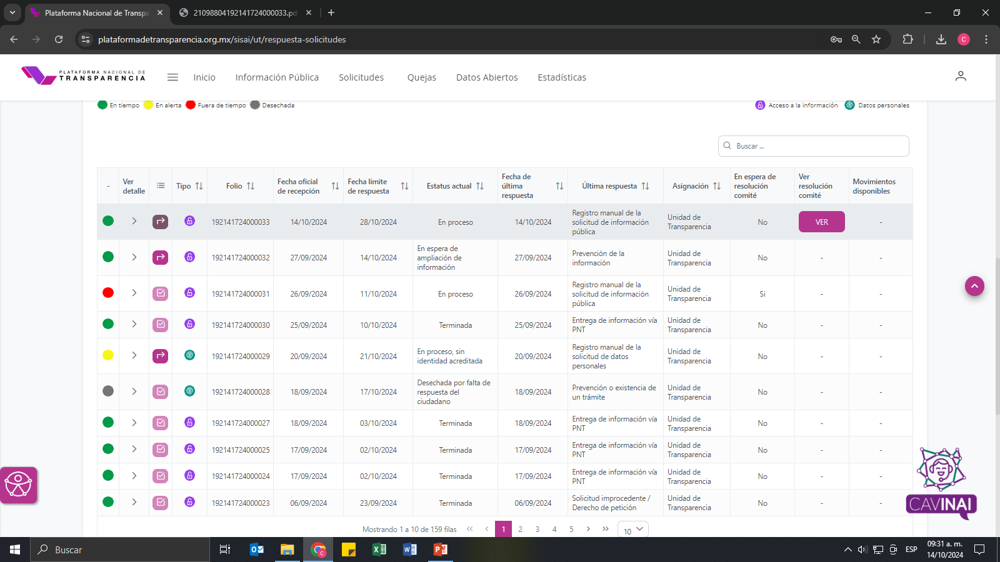 Plataforma Nacional de Transpa
21098804192141724000033.pd
plataformadetransparencia.org.mx/sisai/ut/respuesta-solicitudes
C
PLATAFORMA NACIONAL DE
TRANSPARENCIA
Inicio
Información Pública
Solicitudes
Quejas
Datos Abiertos
Estadísticas
En tiempo
En alerta
Fuera de tiempo
Desechada
Acceso a la información
Datos personales
Buscar ...
-
Ver
detalle
Tipo
Folio
Fecha oficial
de recepción
Fecha límite
de respuesta
Estatus actual
Fecha de
última
respuesta
Última respuesta
Asignación
En espera de
resolución
comité
Ver
resolución
comité
Movimientos
disponibles
192141724000033
14/10/2024
28/10/2024
En proceso
14/10/2024
Registro manual de la
solicitud de información
pública
Unidad de
Transparencia
No
VER
-
192141724000032
27/09/2024
14/10/2024
En espera de
ampliación de
información
27/09/2024
Prevención de la
información
Unidad de
Transparencia
No
-
-
192141724000031
26/09/2024
11/10/2024
En proceso
26/09/2024
Registro manual de la
solicitud de información
pública
Unidad de
Transparencia
Si
-
-
192141724000030
25/09/2024
10/10/2024
Terminada
25/09/2024
Entrega de información vía
PNT
Unidad de
Transparencia
No
-
-
192141724000029
20/09/2024
21/10/2024
En proceso, sin
identidad acreditada
20/09/2024
Registro manual de la
solicitud de datos
personales
Unidad de
Transparencia
No
-
-
192141724000028
18/09/2024
17/10/2024
Desechada por falta de
respuesta del
ciudadano
18/09/2024
Prevención o existencia de
un trámite
Unidad de
Transparencia
No
-
-
192141724000027
18/09/2024
03/10/2024
Terminada
18/09/2024
Entrega de información vía
PNT
Unidad de
Transparencia
No
-
-
192141724000025
17/09/2024
02/10/2024
Terminada
17/09/2024
Entrega de información vía
PNT
Unidad de
Transparencia
No
-
-
192141724000024
17/09/2024
02/10/2024
Terminada
17/09/2024
Entrega de información vía
PNT
Unidad de
Transparencia
No
-
-
192141724000023
06/09/2024
23/09/2024
Terminada
06/09/2024
Solicitud improcedente /
Derecho de petición
Unidad de
Transparencia
No
-
-
CAVINAI
Mostrando 1 a 10 de 159 filas
1
2
3
4
5
10
Buscar
ESP
09:31 a. m.
14/10/2024